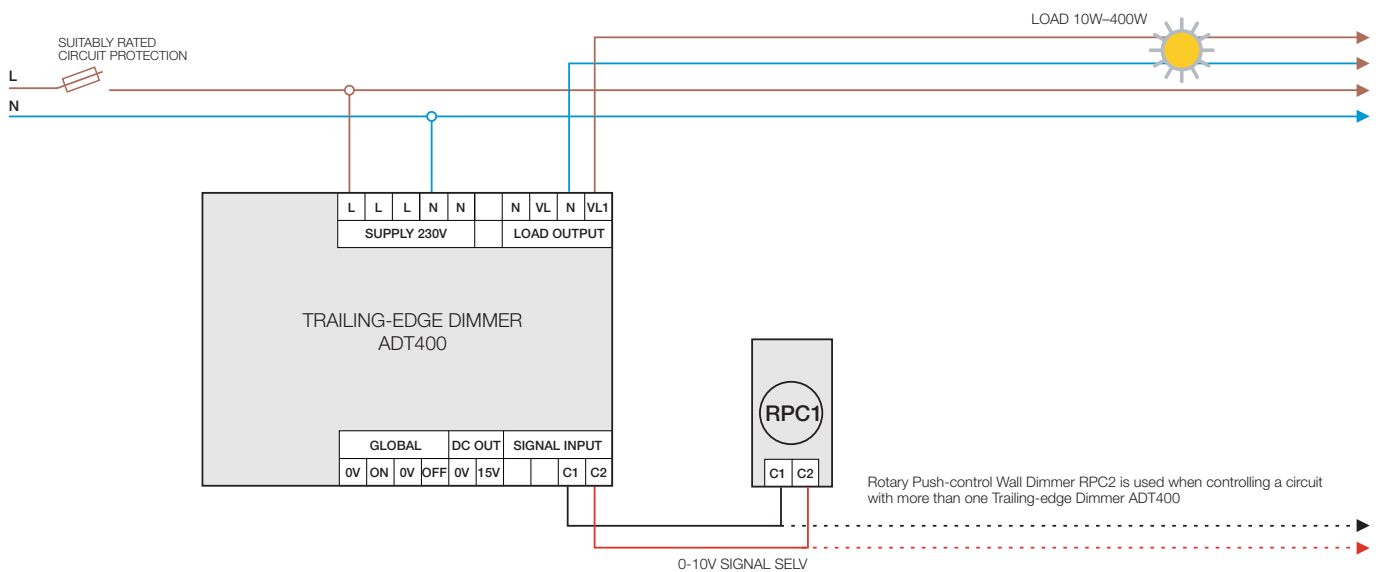 LOAD 10W–400W
SUITABLY RATED
CIRCUIT PROTECTION
L
N
L L L N N N VL N VL1
SUPPLY 230V LOAD OUTPUT
TRAILING-EDGE DIMMER
ADT400
RPC1
GLOBAL DC OUT SIGNAL INPUT
0V ON 0V OFF 0V 15V C1 C2
C1 C2
Rotary Push-control Wall Dimmer RPC2 is used when controlling a circuit
with more than one Trailing-edge Dimmer ADT400
0-10V SIGNAL SELV